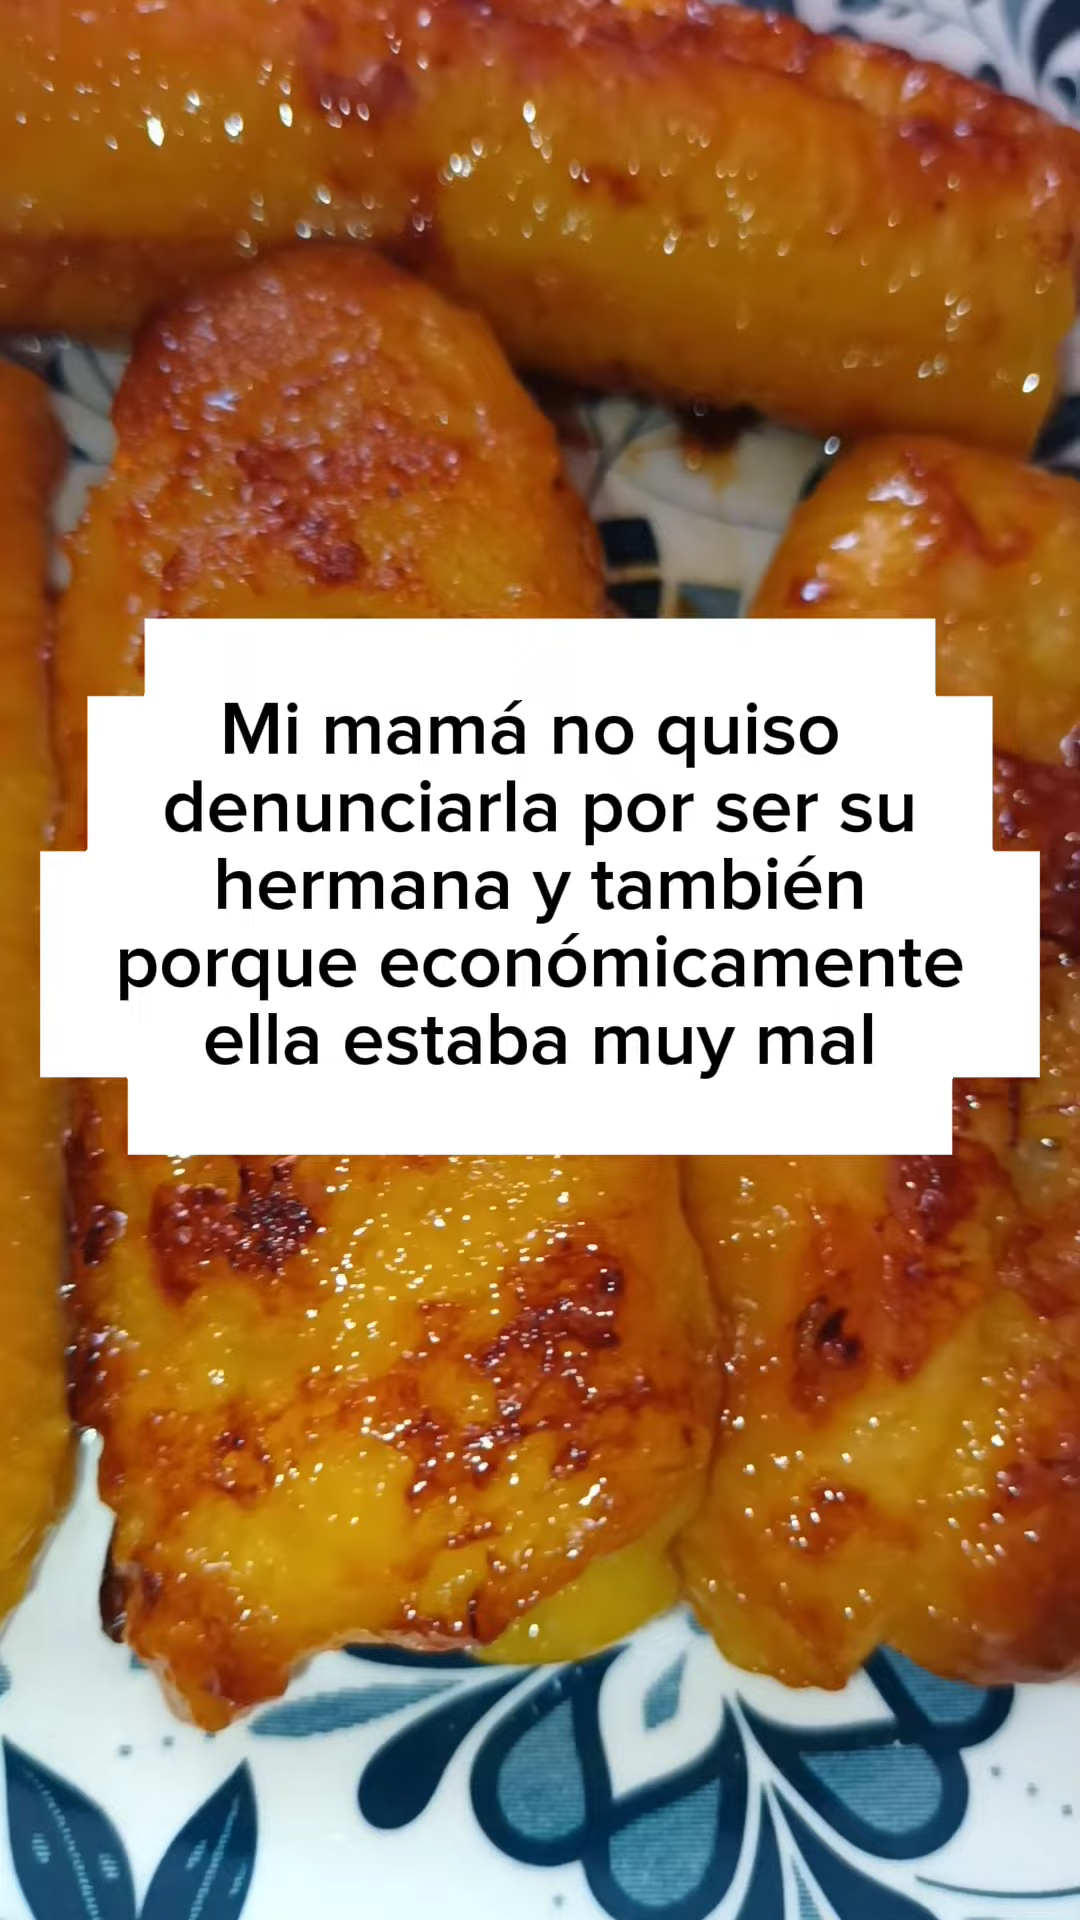 Mi mamá no quiso
denunciarla por ser su
hermana y también
porque económicamente
ella estaba muy mal